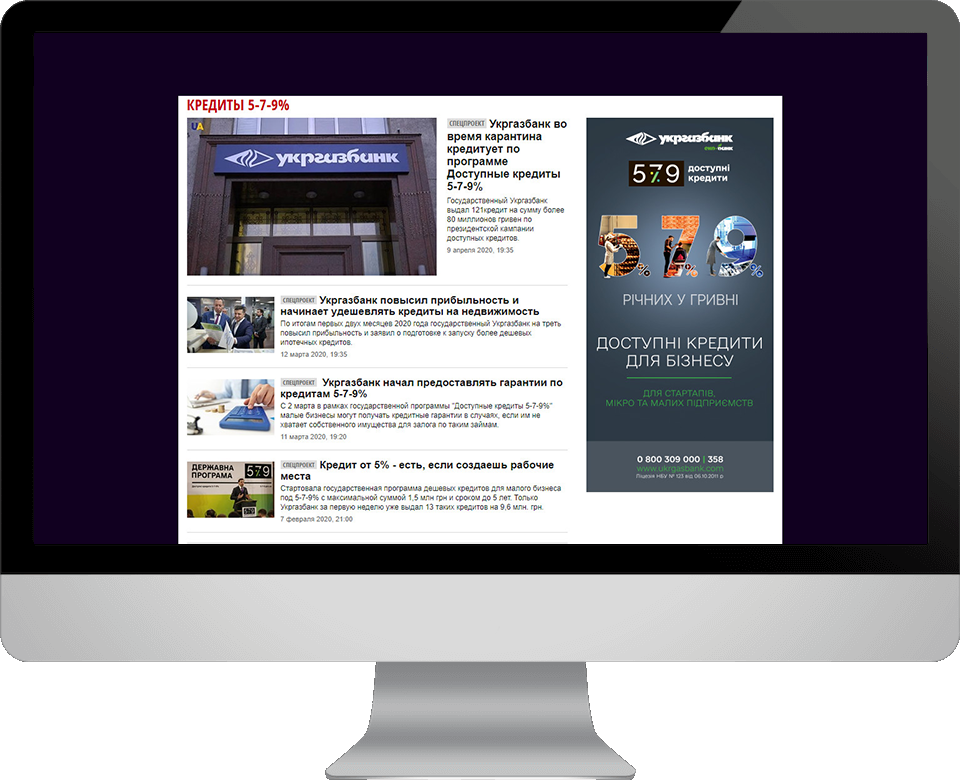 КРЕДИТЫ 5-7-9%
UA
укргазбанк
СПЕЦПРОЕКТ Укргазбанк во
время карантина
кредитует по
программе
Доступные кредиты
5-7-9%
Государственный Укргазбанк
выдал 121кредит на сумму более
80 миллионов гривен по
президентской кампании
доступных кредитов.
9 апреля 2020, 19:35
СПЕЦПРОЕКТ Укргазбанк повысил прибыльность и
начинает удешевлять кредиты на недвижимость
По итогам первых двух месяцев 2020 года государственный Укргазбанк на треть
повысил прибыльность и заявил о подготовке к запуску более дешевых
ипотечных кредитов.
12 марта 2020, 19:35
СПЕЦПРОЕКТ Укргазбанк начал предоставлять гарантии по
кредитам 5-7-9%
С 2 марта в рамках государственной программы "Доступные кредиты 5-7-9%"
малые бизнесы могут получать кредитные гарантии в случаях, если им не
хватает собственного имущества для залога по таким займам.
11 марта 2020, 19:20
ДЕРЖАВНА
ПРОГРАМА
579
579
СПЕЦПРОЕКТ Кредит от 5% - есть, если создаешь рабочие
места
Стартовала государственная программа дешевых кредитов для малого бизнеса
под 5-7-9% с максимальной суммой 1,5 млн грн и сроком до 5 лет. Только
Укргазбанк за первую неделю уже выдал 13 таких кредитов на 9,6 млн. грн.
7 февраля 2020, 21:00
укргазбанк
еко-банк
579 доступні
кредити
5% 7% 9%
РІЧНИХ У ГРИВНІ
ДОСТУПНІ КРЕДИТИ
ДЛЯ БІЗНЕСУ
ДЛЯ СТАРТАПІВ,
МІКРО ТА МАЛИХ ПІДПРИЄМСТВ
0 800 309 000 | 358
www.ukrgasbank.com
Ліцензія НБУ № 123 від 06.10.2011 р